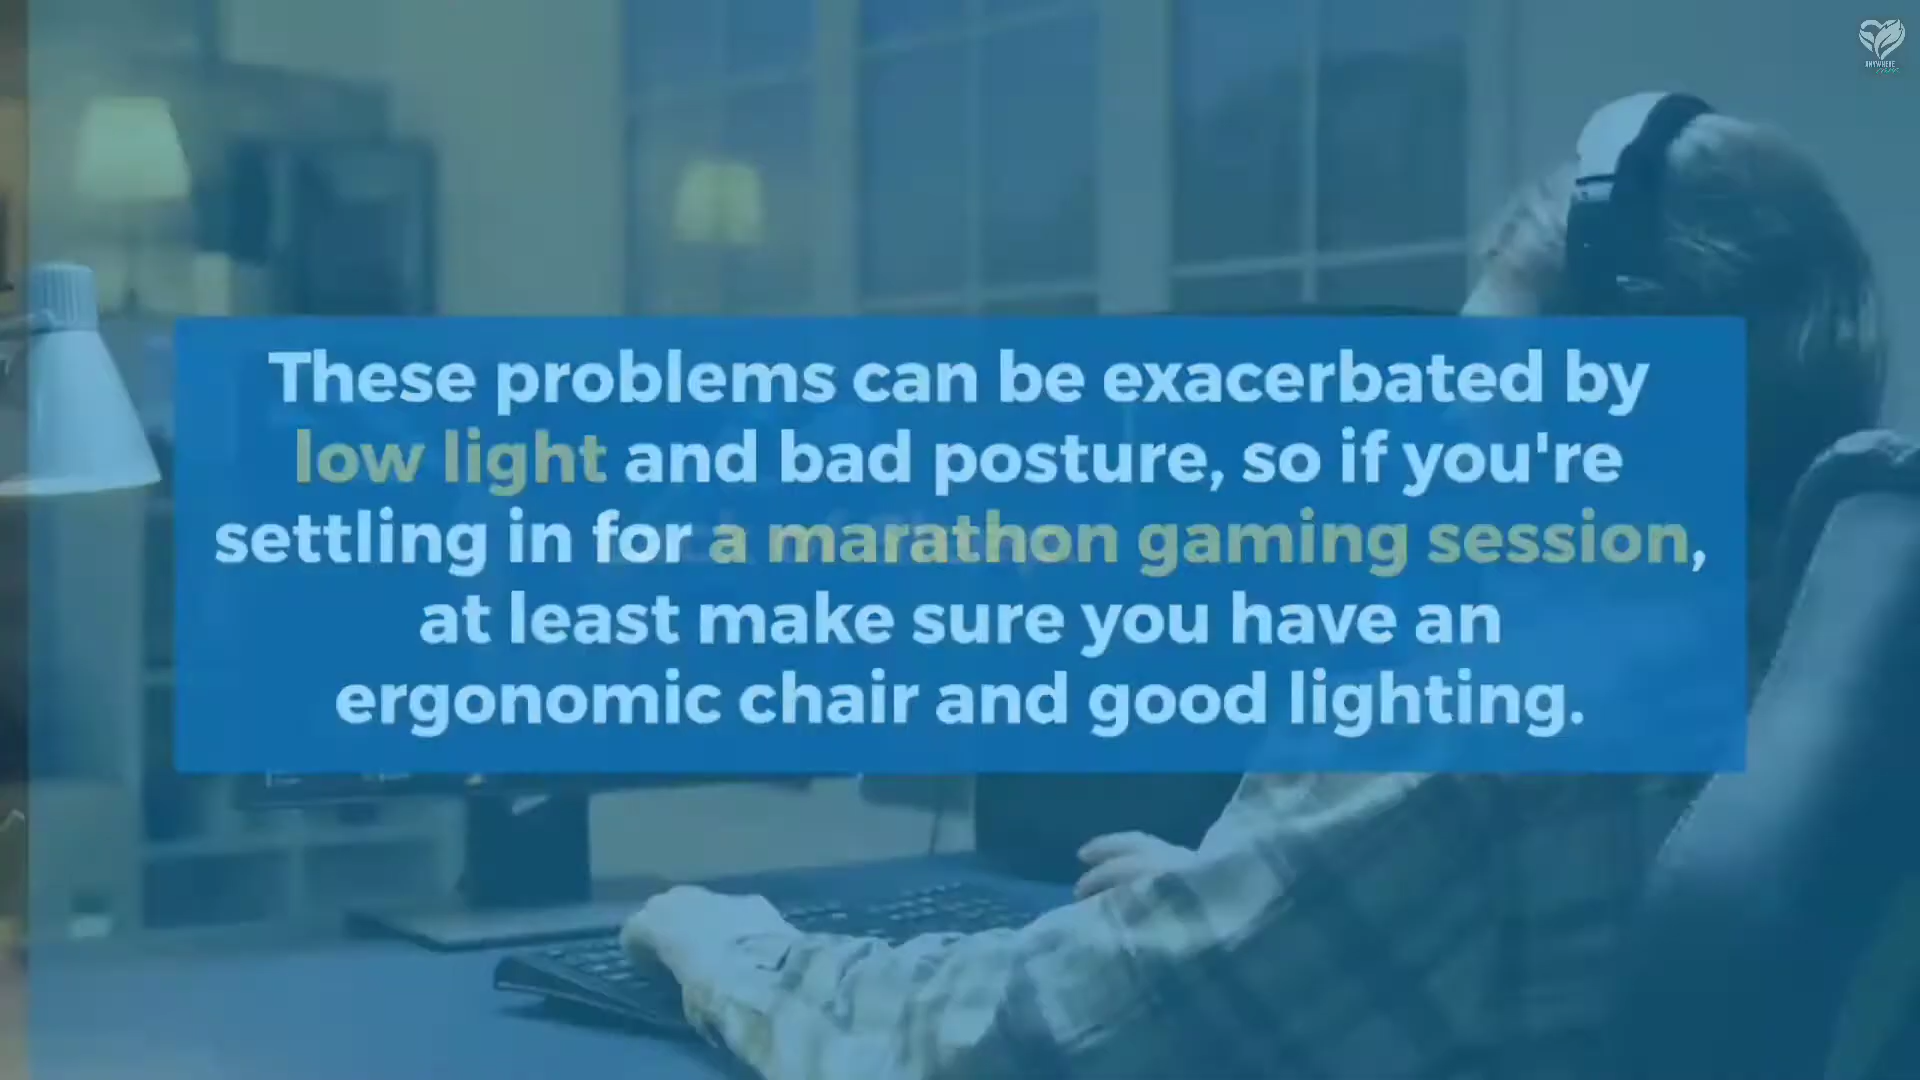 These problems can be exacerbated by
low light and bad posture, so if you're
settling in for a marathon gaming session,
at least make sure you have an
ergonomic chair and good lighting.
ANYWHERE